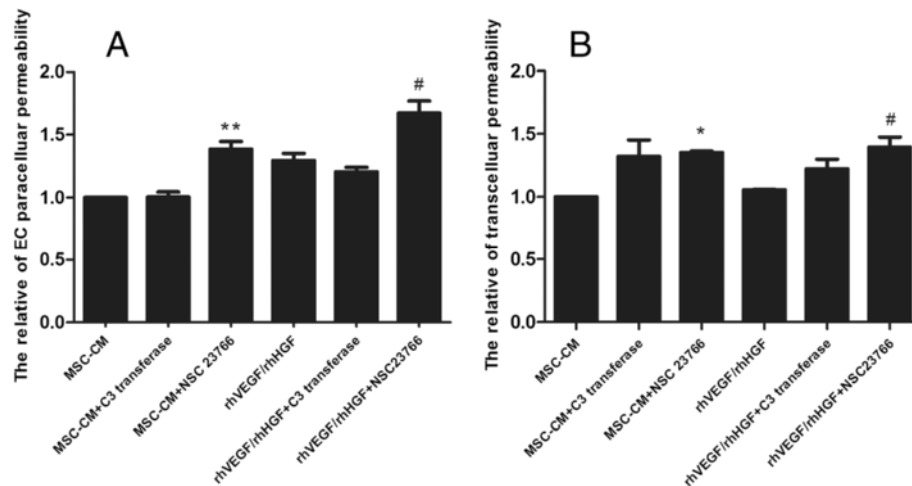 A
The relative of EC paracelluar permeability
2.0
1.5
1.0
0.5
0.0
**
#
MSC-CM
MSC-CM+C3 transferase
MSC-CM+NSC 23766
rhVEGF/rhHGF
rhVEGF/rhHGF+C3 transferase
rhVEGF/rhHGF+NSC23766
B
The relative of transcelluar permeability
2.0
1.5
1.0
0.5
0.0
*
#
MSC-CM
MSC-CM+C3 transferase
MSC-CM+NSC 23766
rhVEGF/rhHGF
rhVEGF/rhHGF+C3 transferase
rhVEGF/rhHGF+NSC23766